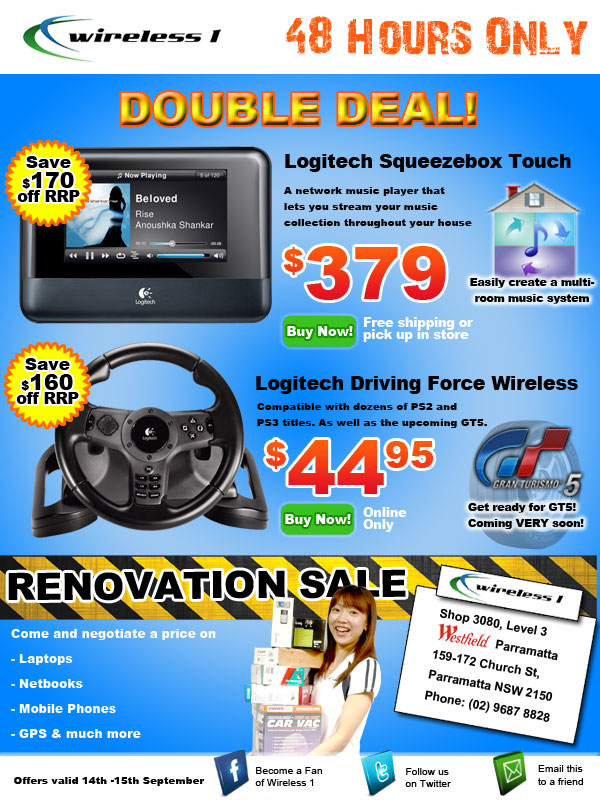 wireless 1
48 HOURS ONLY
DOUBLE DEAL!
Save
$170
off RRP
Now Playing
5 of 120
Beloved
Rise
Anoushka Shankar
Logitech
Logitech Squeezebox Touch
A network music player that
lets you stream your music
collection throughout your house
$379
Easily create a multi-
room music system
Buy Now!
Free shipping or
pick up in store
Save
$160
off RRP
Logitech
Logitech Driving Force Wireless
Compatible with dozens of PS2 and
PS3 titles. As well as the upcoming GT5.
$44.95
Buy Now!
Online
Only
GRAN TURISMO 5
Get ready for GT5!
Coming VERY soon!
RENOVATION SALE
Come and negotiate a price on
- Laptops
- Netbooks
- Mobile Phones
- GPS & much more
CAR VAC
wireless 1
Shop 3080, Level 3
Westfield Parramatta
159-172 Church St,
Parramatta NSW 2150
Phone: (02) 9687 8828
Offers valid 14th -15th September
Become a Fan
of Wireless 1
Follow us
on Twitter
Email this
to a friend